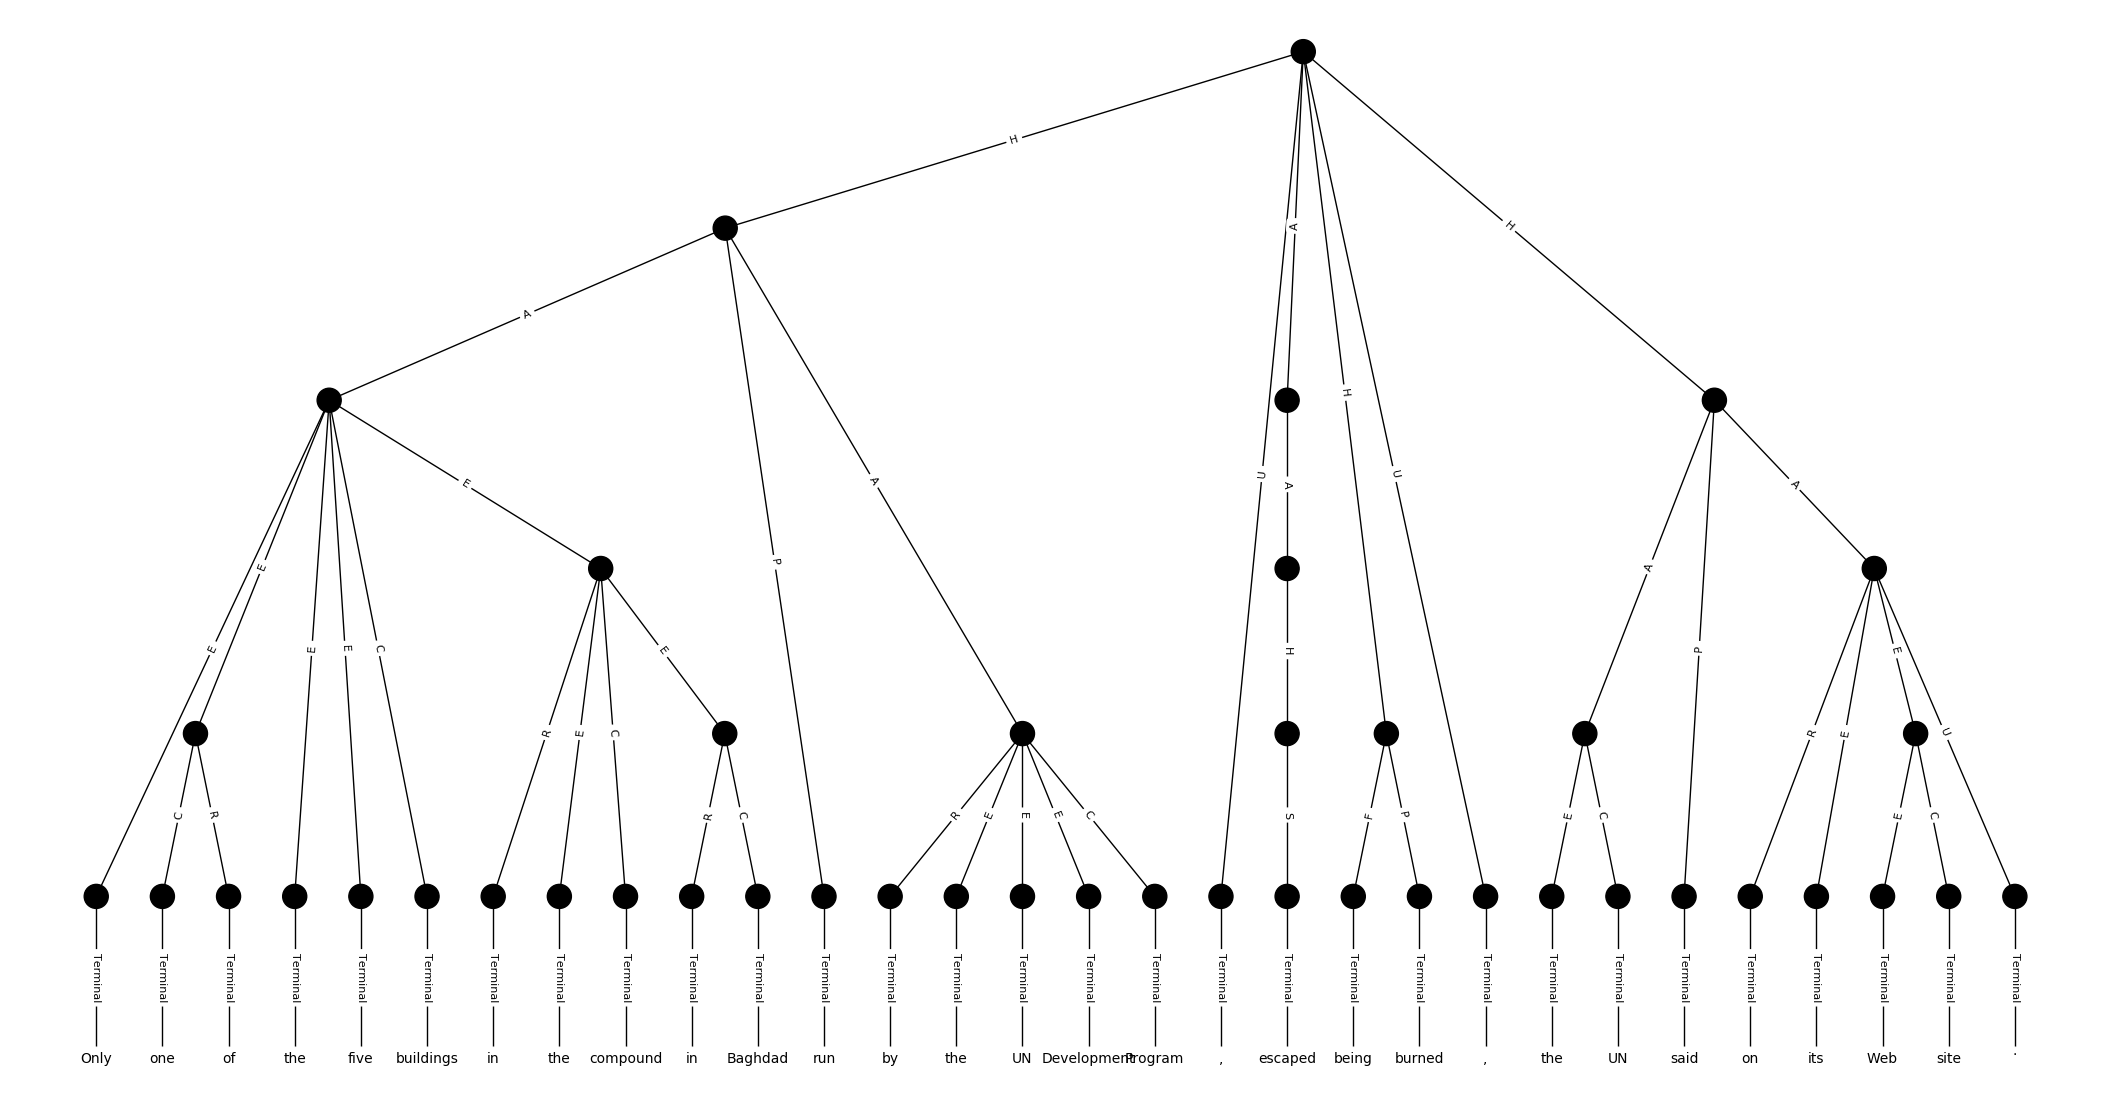 H
A
H
A
U
A
H
U
H
A
P
A
E
E
E
E
E
C
R
E
C
E
C
R
R
C
R
E
E
E
C
A
H
S
F
P
A
P
E
C
R
E
E
U
E
C
Terminal Terminal Terminal Terminal Terminal Terminal Terminal Terminal Terminal Terminal Terminal Terminal Terminal Terminal Terminal Terminal Terminal Terminal Terminal Terminal Terminal Terminal Terminal Terminal Terminal Terminal Terminal Terminal Terminal Terminal
Only one of the five buildings in the compound in Baghdad run by the UN Development Program , escaped being burned , the UN said on its Web site .